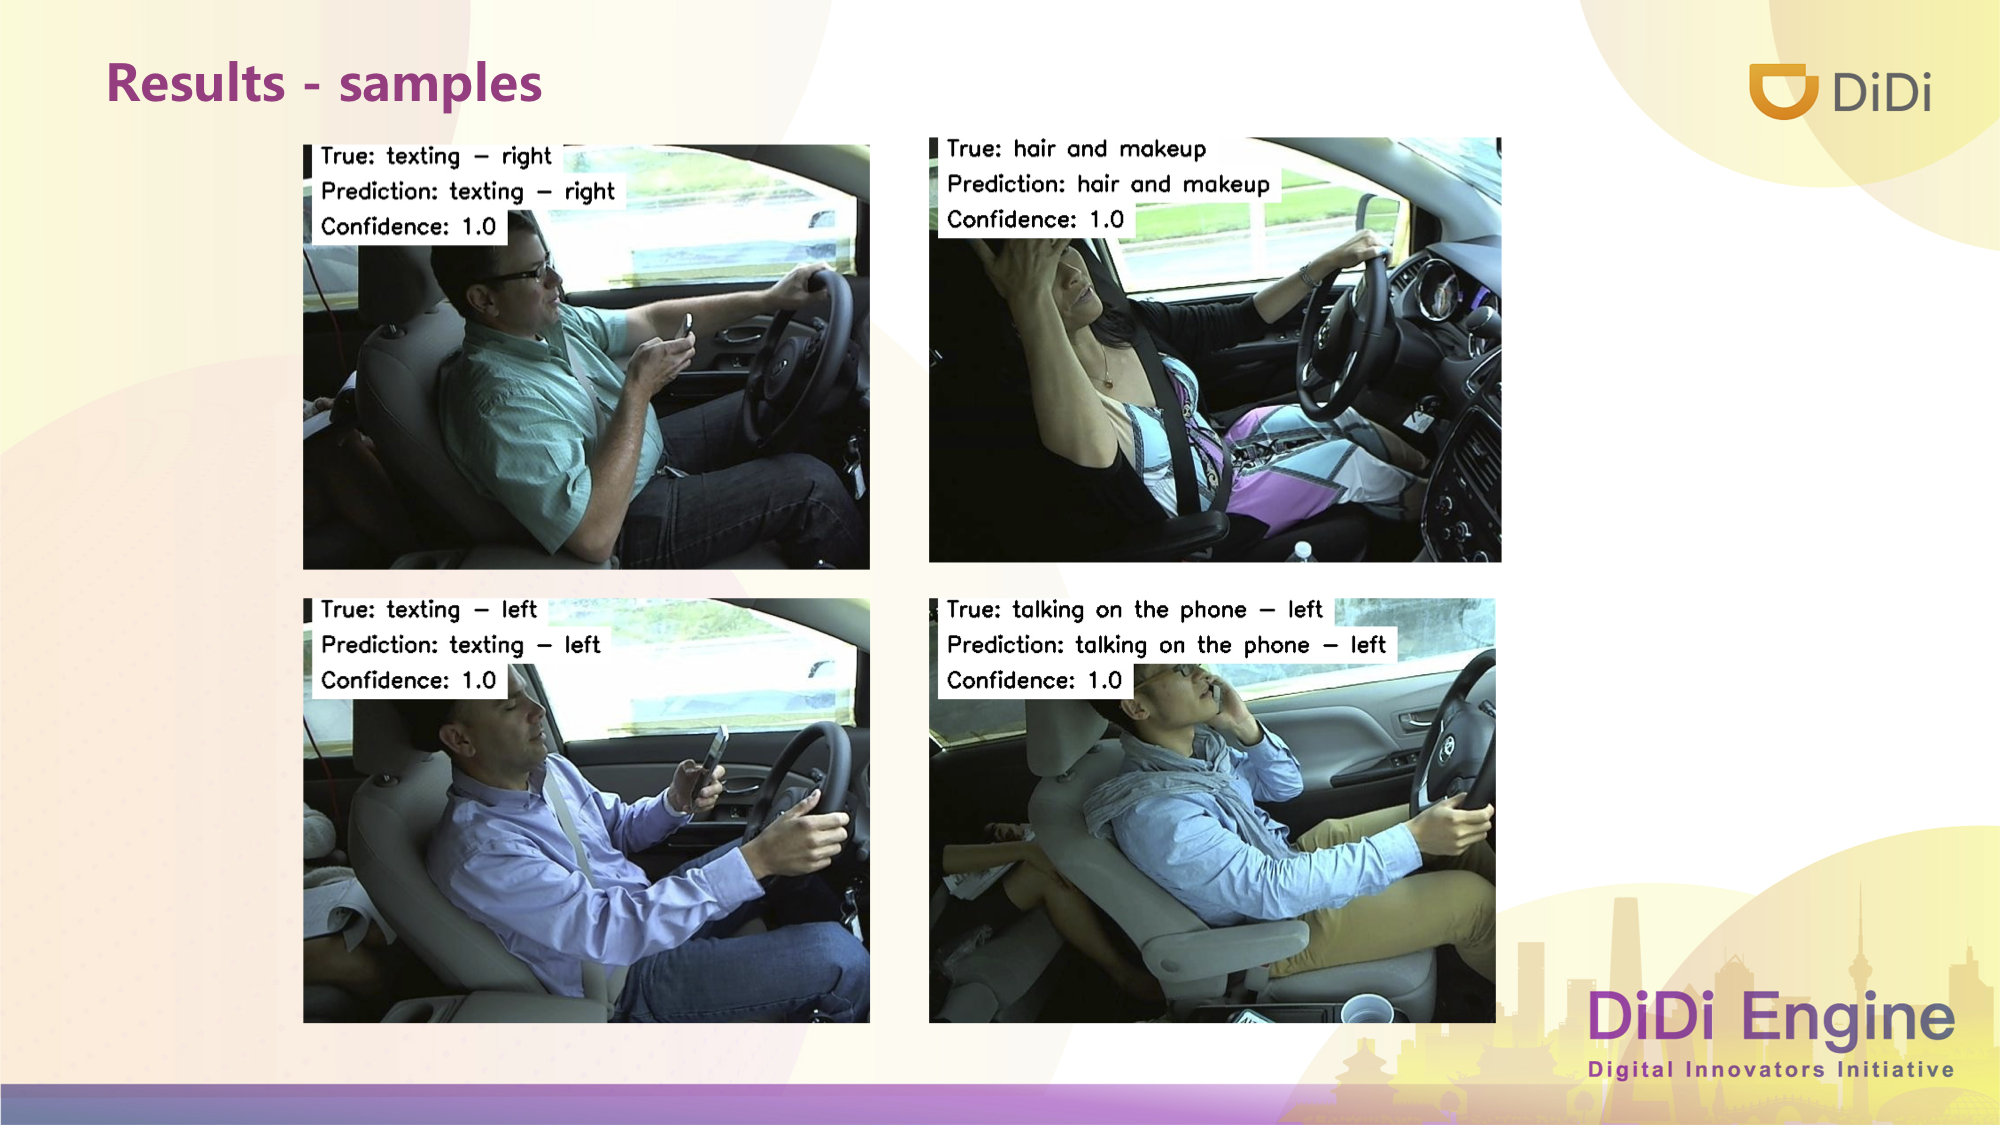 Results - samples
DiDi
True: texting – right
Prediction: texting – right
Confidence: 1.0
True: hair and makeup
Prediction: hair and makeup
Confidence: 1.0
True: texting – left
Prediction: texting – left
Confidence: 1.0
True: talking on the phone – left
Prediction: talking on the phone – left
Confidence: 1.0
DiDi Engine
Digital Innovators Initiative